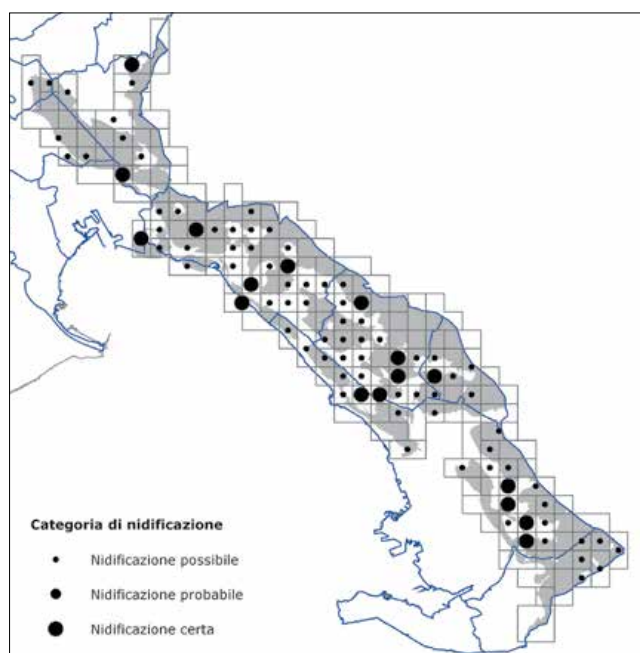 Categoria di nidificazione
Nidificazione possibile
Nidificazione probabile
Nidificazione certa